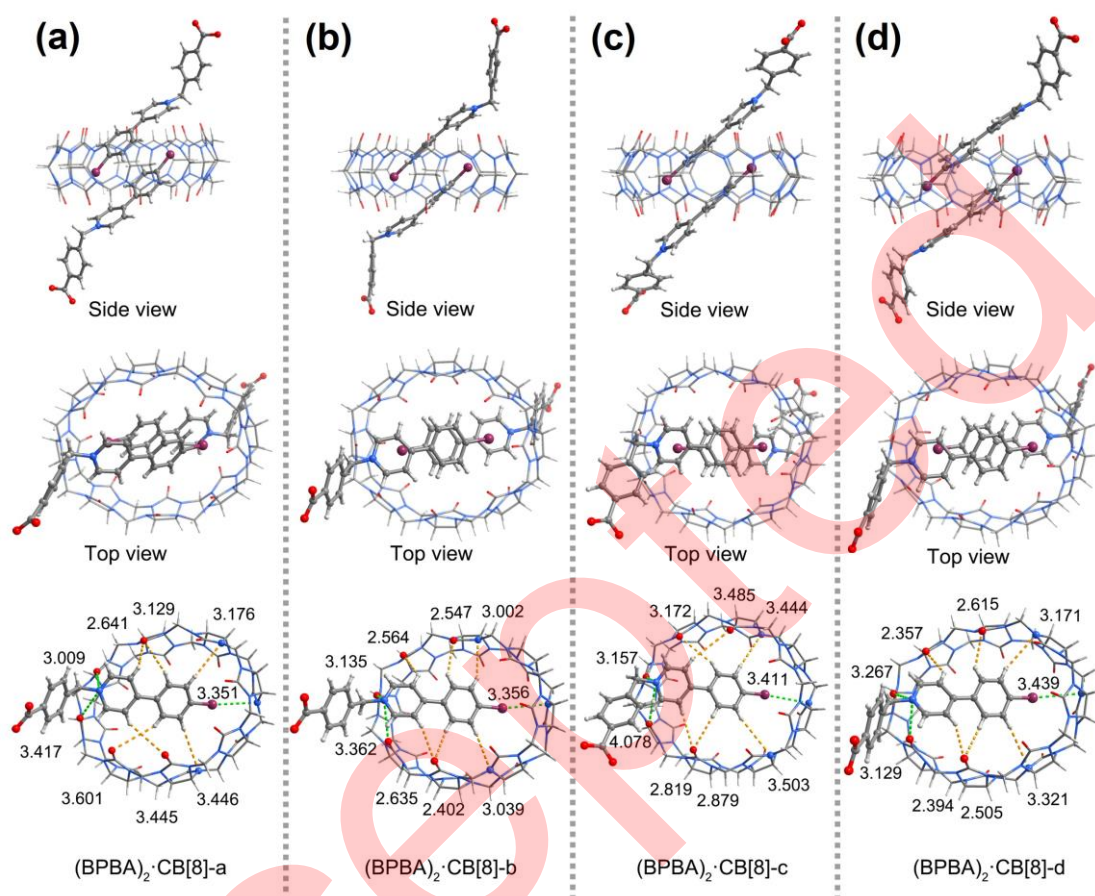 (a) (b) (c) (d)
Side view Side view Side view Side view
Top view Top view Top view Top view
3.129 3.176 2.641 3.009 3.351 3.417 3.601 3.445 3.446
2.547 3.002 2.564 3.135 3.356 3.362 2.635 2.402 3.039
3.485 3.172 3.444 3.157 3.411 4.078 2.819 2.879 3.503
2.615 3.171 2.357 3.267 3.439 3.129 2.394 2.505 3.321
(BPBA)₂·CB[8]-a (BPBA)₂·CB[8]-b (BPBA)₂·CB[8]-c (BPBA)₂·CB[8]-d